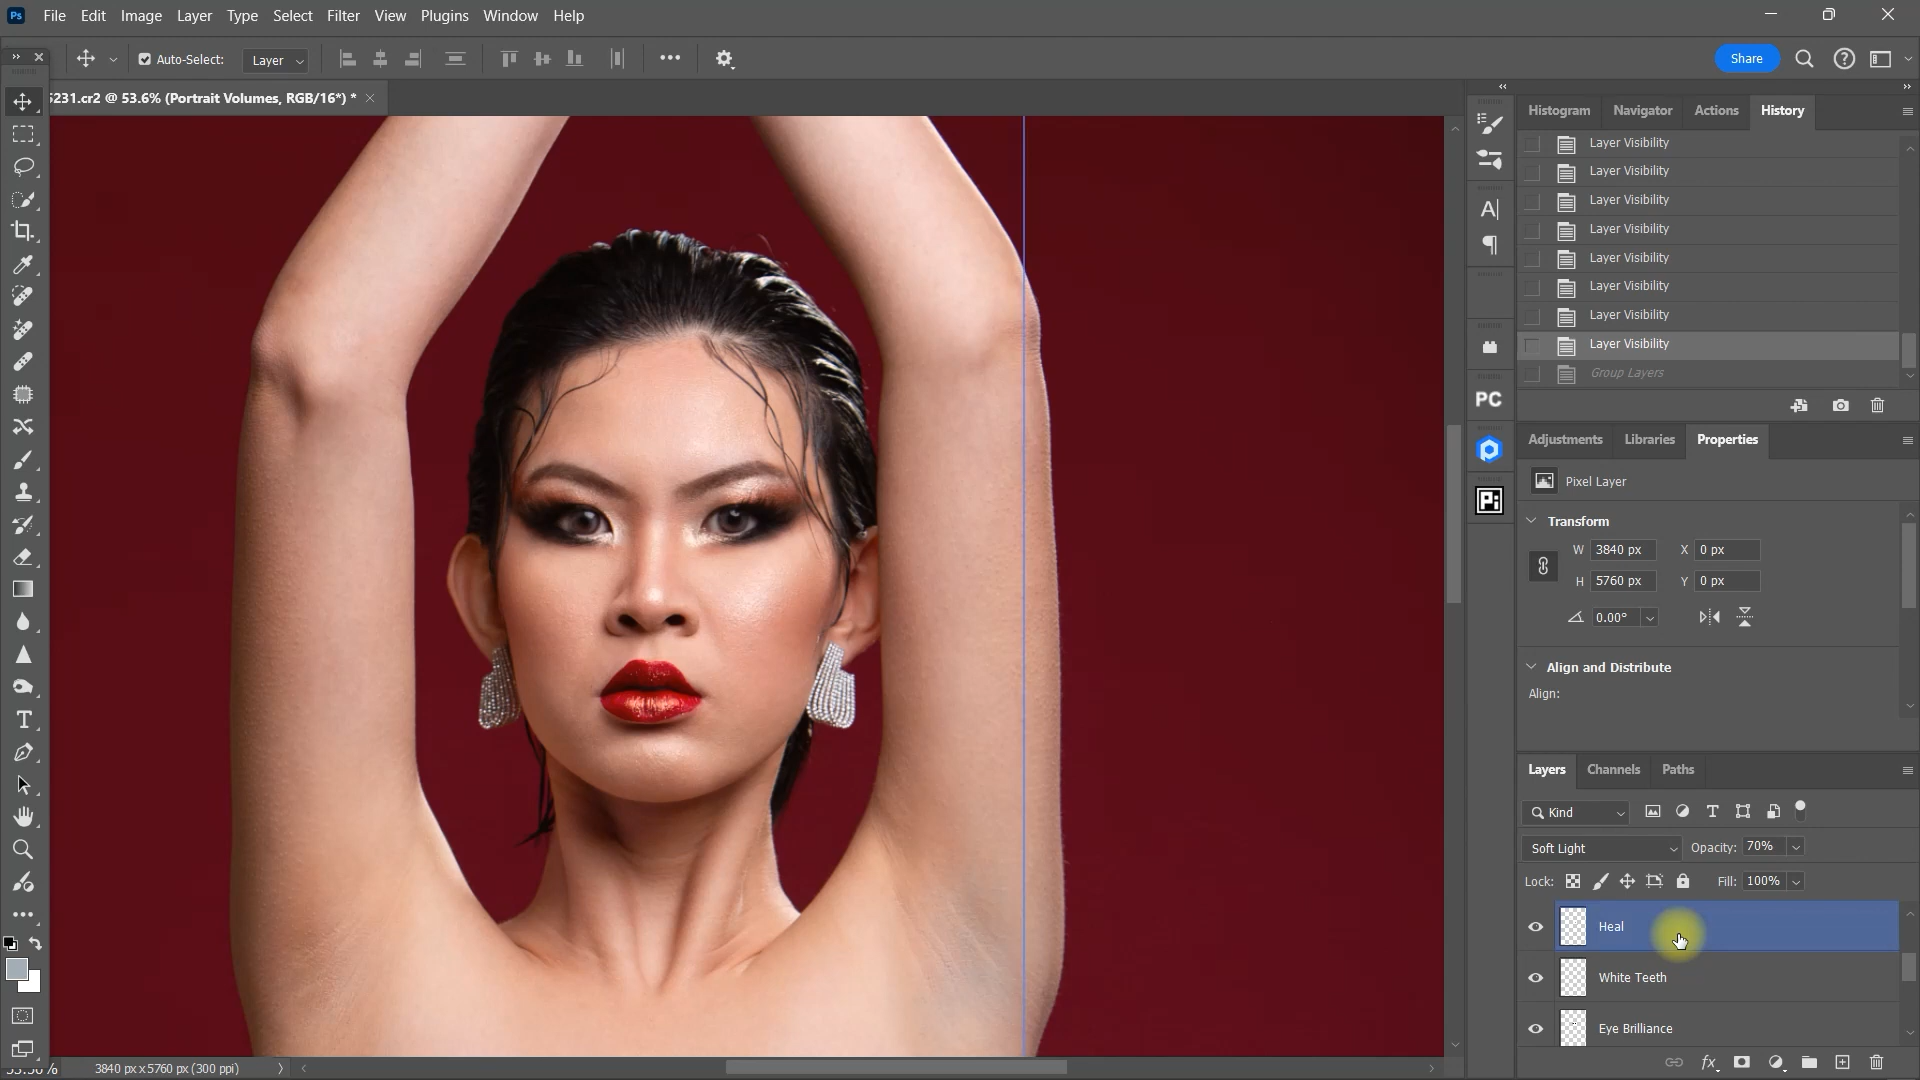 Ps File Edit Image Layer Type Select Filter View Plugins Window Help
Auto-Select: Layer Share
5231.cr2 @ 53.6% (Portrait Volumes, RGB/16*) *
Histogram Navigator Actions History
Layer Visibility
Layer Visibility
Layer Visibility
Layer Visibility
Layer Visibility
Layer Visibility
Layer Visibility
Layer Visibility
Group Layers
PC
Pi
Adjustments Libraries Properties
Pixel Layer
Transform
W 3840 px X 0 px
H 5760 px Y 0 px
0.00°
Align and Distribute
Align:
Layers Channels Paths
Kind
Soft Light Opacity: 70%
Lock: Fill: 100%
Heal
White Teeth
Eye Brilliance
3840 px x 5760 px (300 ppi)